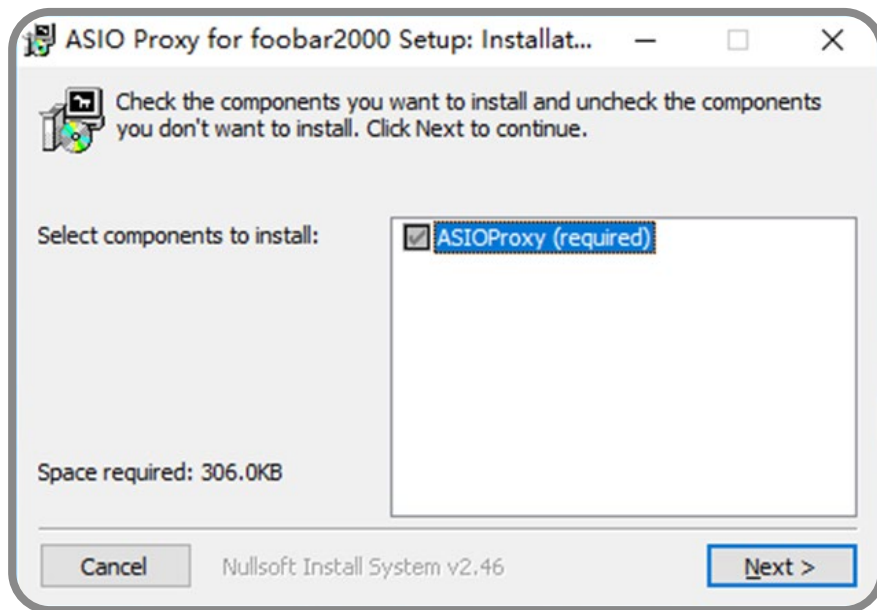 ASIO Proxy for foobar2000 Setup: Installat...
Check the components you want to install and uncheck the components
you don't want to install. Click Next to continue.
Select components to install:
ASIOProxy (required)
Space required: 306.0KB
Cancel
Nullsoft Install System v2.46
Next >